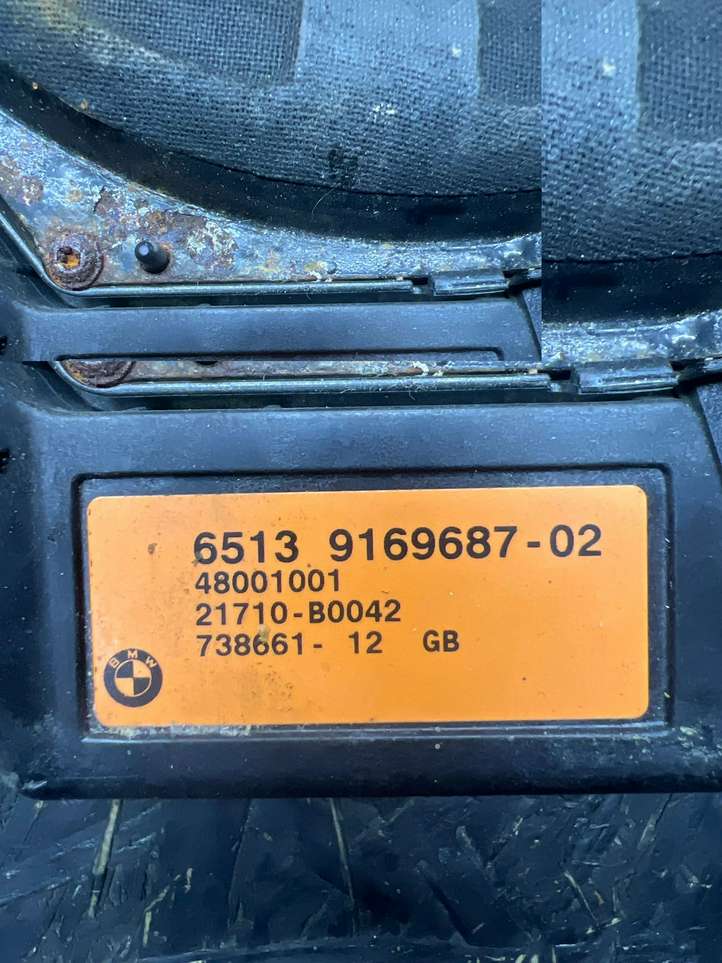 6513 9169687-02
48001001
21710-B0042
738661- 12 GB
BMW